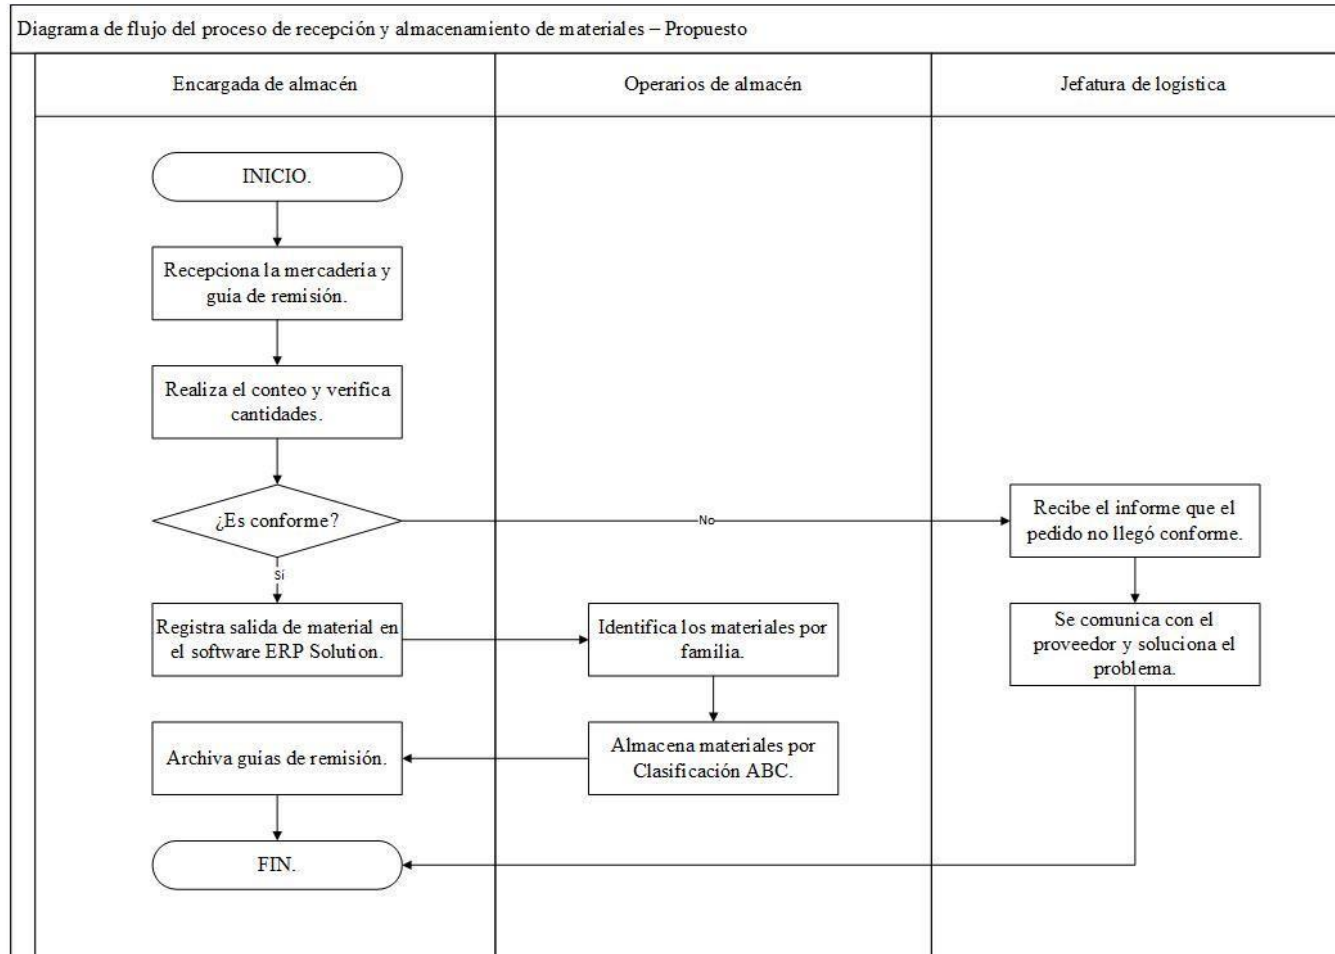 Diagrama de flujo del proceso de recepción y almacenamiento de materiales – Propuesto
Encargada de almacén
Operarios de almacén
Jefatura de logística
INICIO.
Recepciona la mercadería y
guia de remisión.
Realiza el conteo y verifica
cantidades.
¿Es conforme?
No
Recibe el informe que el
pedido no llegó conforme.
Sí
Registra salida de material en
el software ERP Solution.
Identifica los materiales por
familia.
Se comunica con el
proveedor y soluciona el
problema.
Archiva guias de remisión.
Almacena materiales por
Clasificación ABC.
FIN.